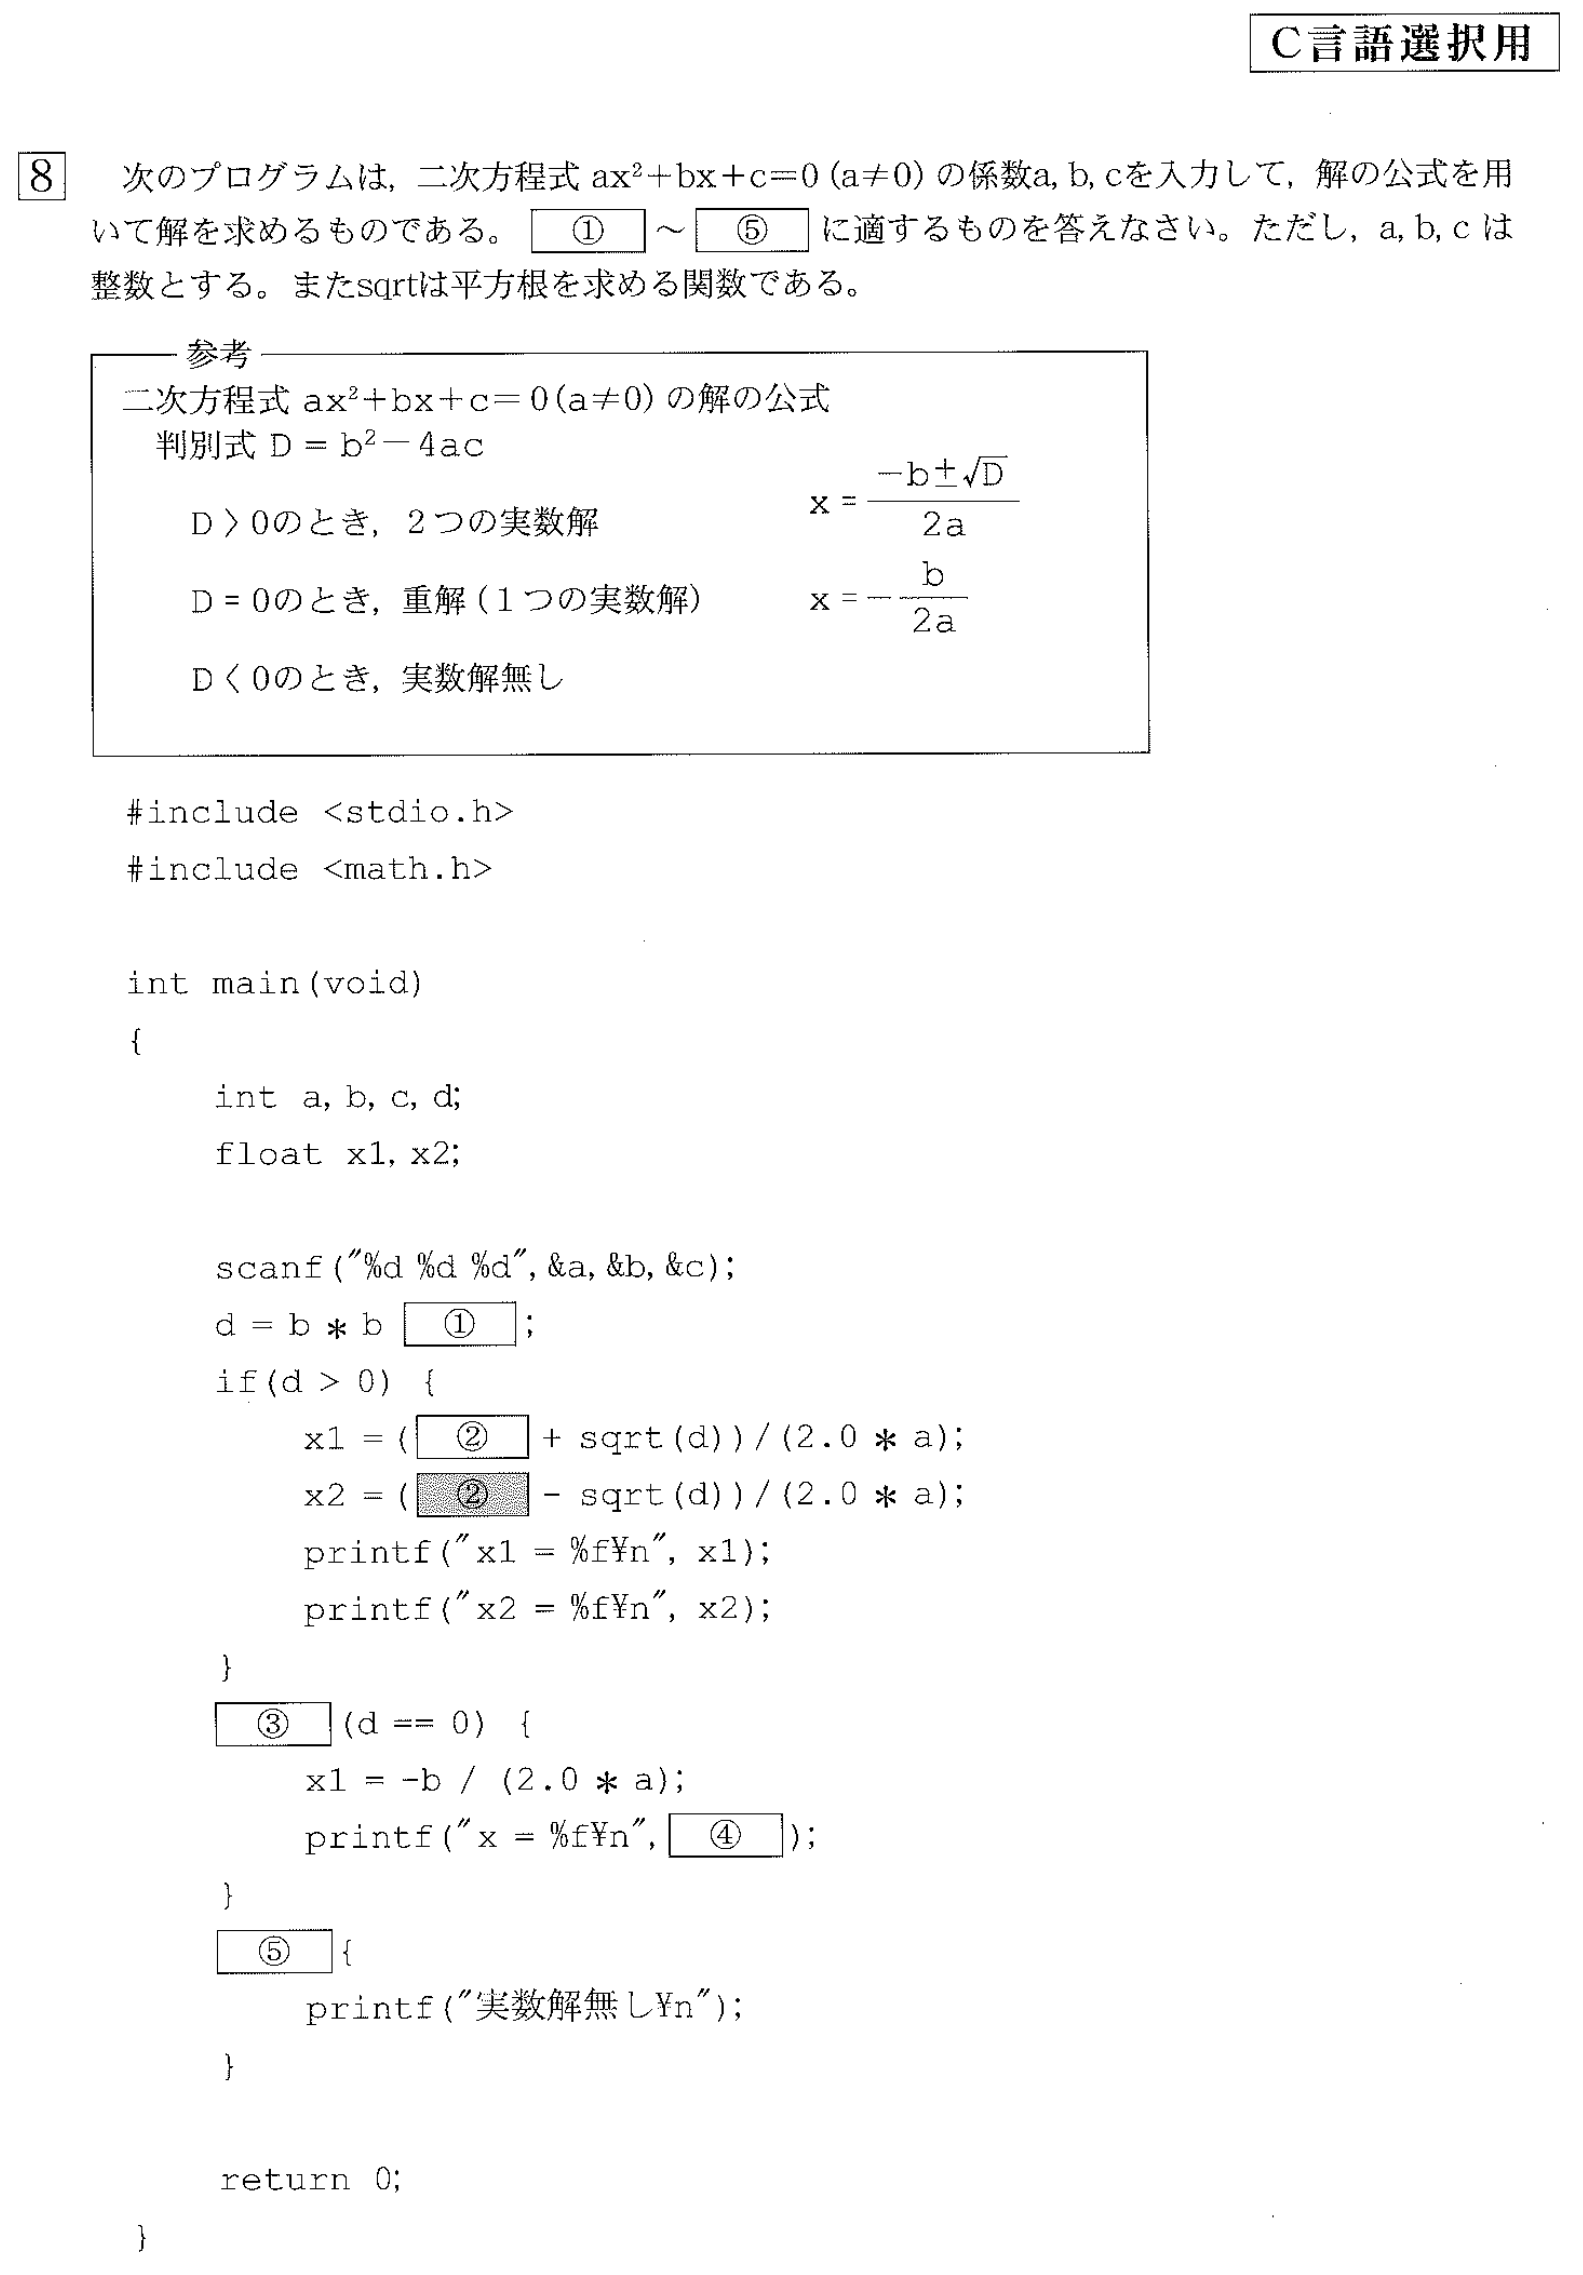 C言語選択用
8 次のプログラムは, 二次方程式 ax²+bx+c=0 (a≠0) の係数a, b, cを入力して, 解の公式を用
いて解を求めるものである。 ① ～ ⑤ に適するものを答えなさい。ただし, a, b, c は
整数とする。またsqrtは平方根を求める関数である。
参考
二次方程式 ax²+bx+c=0(a≠0) の解の公式
判別式 D = b²－4ac
D 〉0のとき, 2つの実数解 x = －b±√D / 2a
D = 0のとき, 重解 (1つの実数解) x = － b / 2a
D〈 0のとき, 実数解無し
#include <stdio.h>
#include <math.h>
int main(void)
{
int a, b, c, d;
float x1, x2;
scanf("%d %d %d", &a, &b, &c);
d = b * b ① ;
if(d > 0) {
x1 = ( ② + sqrt(d))/(2.0 * a);
x2 = ( ② - sqrt(d))/(2.0 * a);
printf("x1 = %f¥n", x1);
printf("x2 = %f¥n", x2);
}
③ (d == 0) {
x1 = -b / (2.0 * a);
printf("x = %f¥n", ④ );
}
⑤ {
printf("実数解無し¥n");
}
return 0;
}